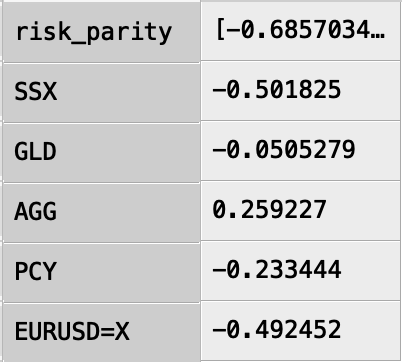 risk_parity [-0.6857034…
SSX -0.501825
GLD -0.0505279
AGG 0.259227
PCY -0.233444
EURUSD=X -0.492452